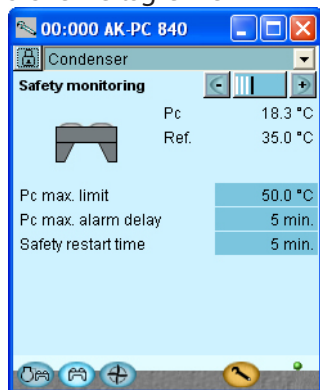 00:000 AK-PC 840
Condenser
Safety monitoring
Pc 18.3 °C
Ref. 35.0 °C
Pc max. limit 50.0 °C
Pc max. alarm delay 5 min.
Safety restart time 5 min.